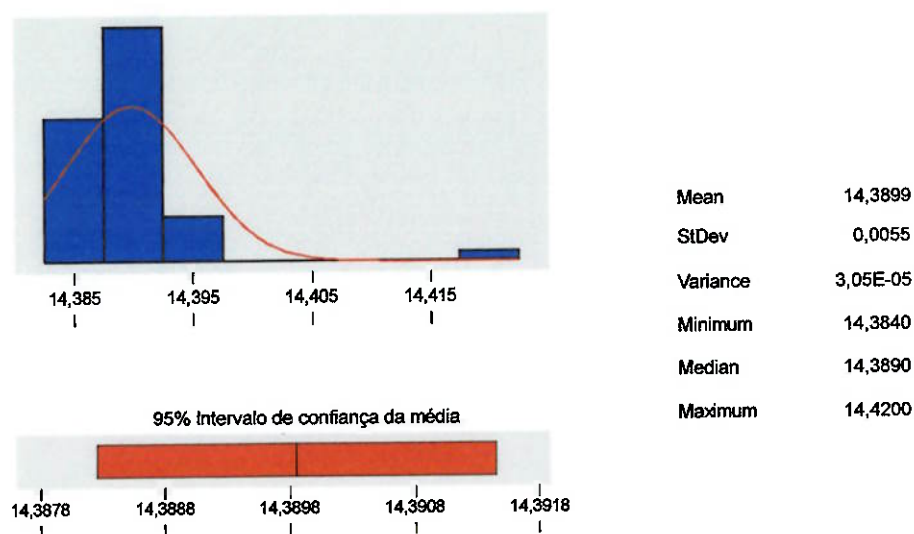 14,385 14,395 14,405 14,415
Mean 14,3899
StDev 0,0055
Variance 3,05E-05
Minimum 14,3840
Median 14,3890
Maximum 14,4200
95% Intervalo de confiança da média
14,3878 14,3888 14,3898 14,3908 14,3918